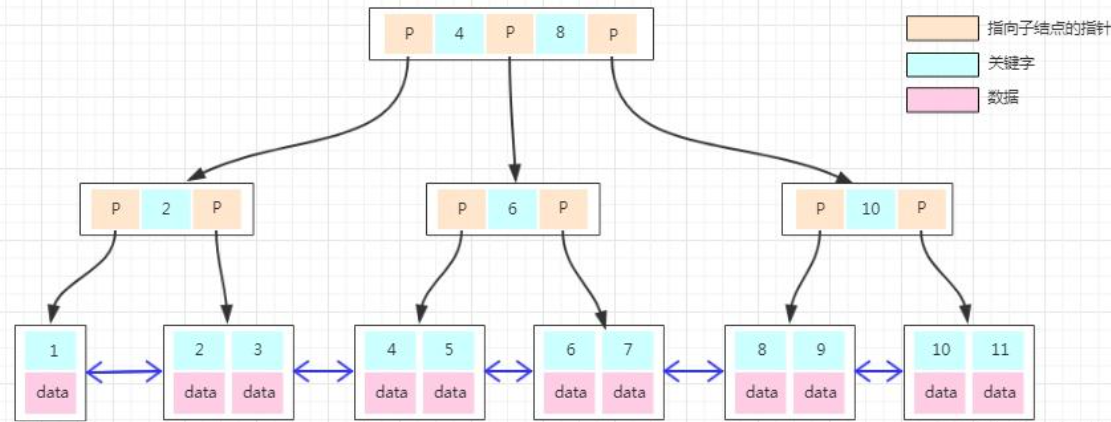 P 4 P 8 P
指向子结点的指针
关键字
数据
P 2 P
P 6 P
P 10 P
1
data
2 3
data data
4 5
data data
6 7
data data
8 9
data data
10 11
data data